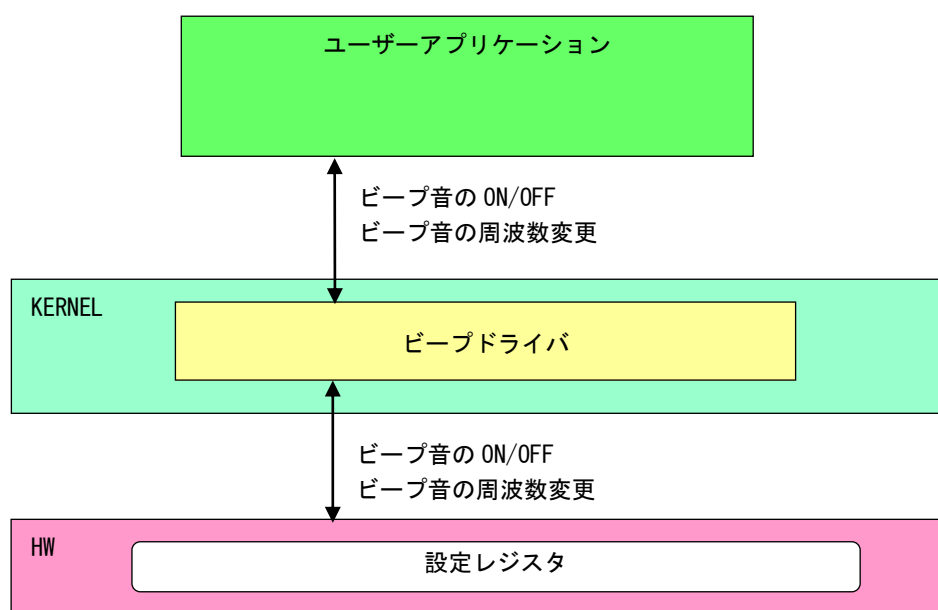 ユーザーアプリケーション
ビープ音の ON/OFF
ビープ音の周波数変更
KERNEL
ビープドライバ
ビープ音の ON/OFF
ビープ音の周波数変更
HW
設定レジスタ